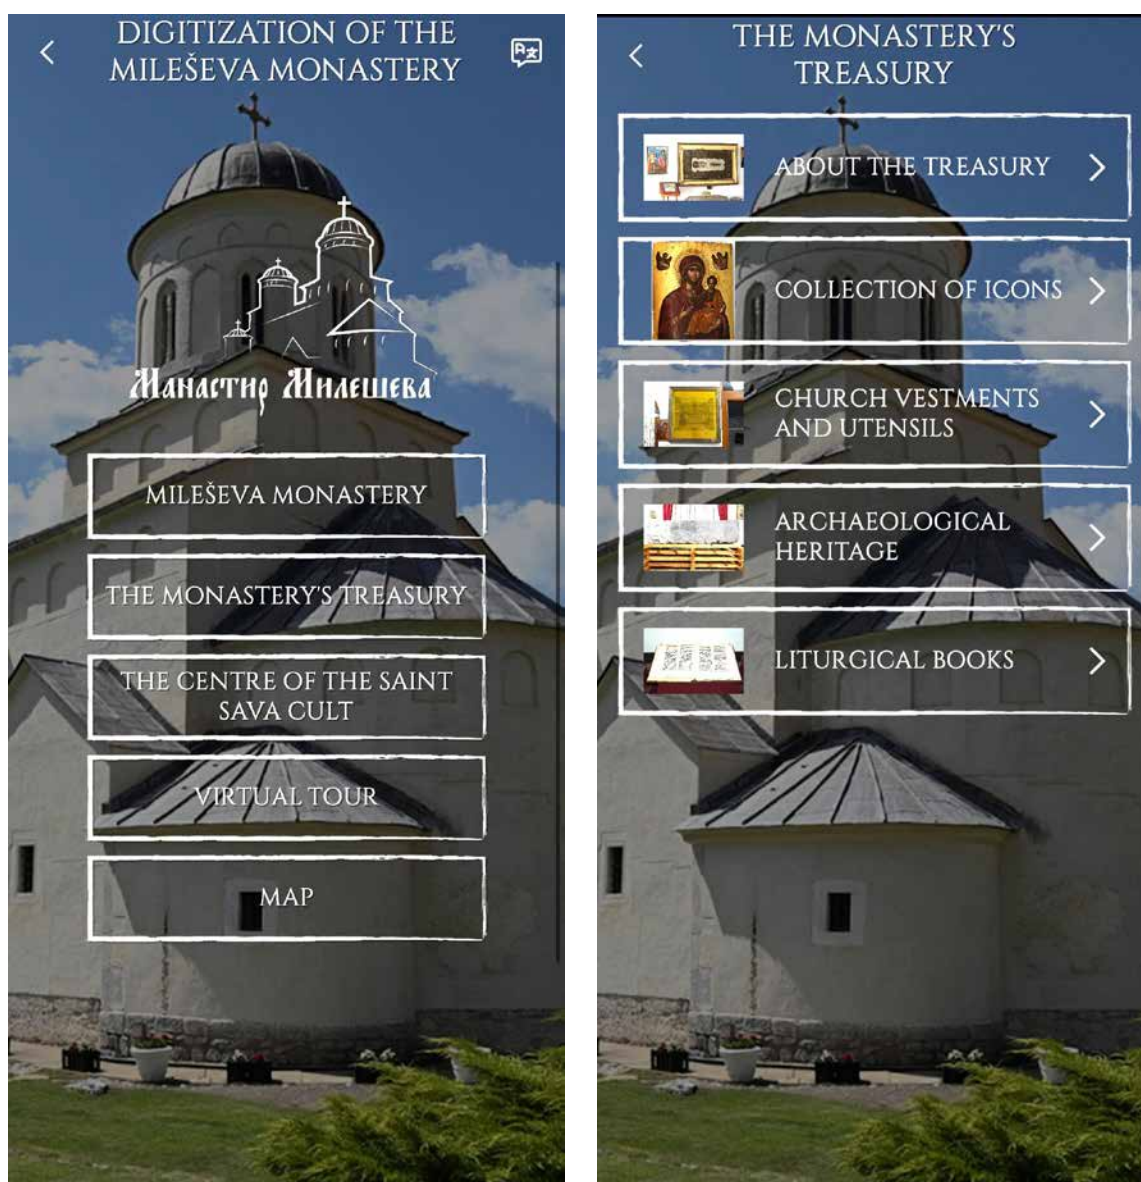 DIGITIZATION OF THE
MILEŠEVA MONASTERY
Манастир Милешева
MILEŠEVA MONASTERY
THE MONASTERY'S TREASURY
THE CENTRE OF THE SAINT
SAVA CULT
VIRTUAL TOUR
MAP
THE MONASTERY'S
TREASURY
ABOUT THE TREASURY
COLLECTION OF ICONS
CHURCH VESTMENTS
AND UTENSILS
ARCHAEOLOGICAL
HERITAGE
LITURGICAL BOOKS